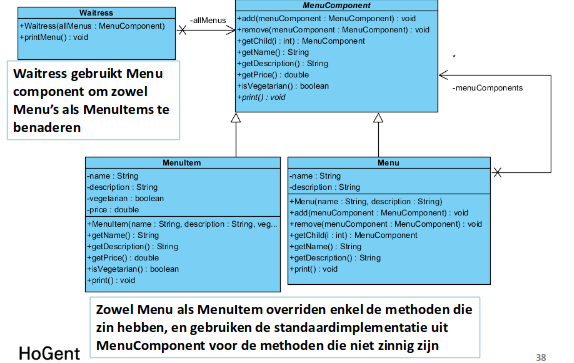 Waitress
+Waitress(allMenus : MenuComponent)
+printMenu() : void
-allMenus
MenuComponent
+add(menuComponent : MenuComponent) : void
+remove(menuComponent : MenuComponent) : void
+getChild(i : int) : MenuComponent
+getName() : String
+getDescription() : String
+getPrice() : double
+isVegetarian() : boolean
+print() : void
*
-menuComponents
Waitress gebruikt Menu
component om zowel
Menu's als MenuItems te
benaderen
MenuItem
-name : String
-description : String
-vegetarian : boolean
-price : double
+MenuItem(name : String, description : String, veg...
+getName() : String
+getDescription() : String
+getPrice() : double
+isVegetarian() : boolean
+print() : void
Menu
-name : String
-description : String
+Menu(name : String, description : String)
+add(menuComponent : MenuComponent) : void
+remove(menuComponent : MenuComponent) : void
+getChild(i : int) : MenuComponent
+getName() : String
+getDescription() : String
+print() : void
Zowel Menu als MenuItem overriden enkel de methoden die
zin hebben, en gebruiken de standaardimplementatie uit
MenuComponent voor de methoden die niet zinnig zijn
HoGent
38